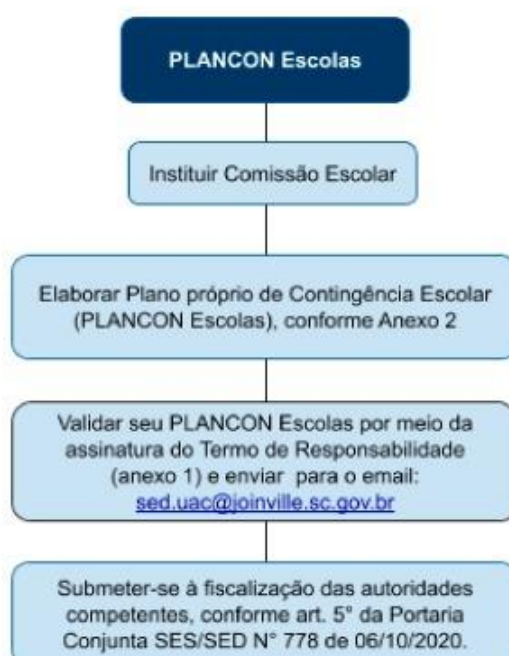 PLANCON Escolas
Instituir Comissão Escolar
Elaborar Plano próprio de Contingência Escolar
(PLANCON Escolas), conforme Anexo 2
Validar seu PLANCON Escolas por meio da
assinatura do Termo de Responsabilidade
(anexo 1) e enviar para o email:
sed.uac@joinville.sc.gov.br
Submeter-se à fiscalização das autoridades
competentes, conforme art. 5° da Portaria
Conjunta SES/SED N° 778 de 06/10/2020.